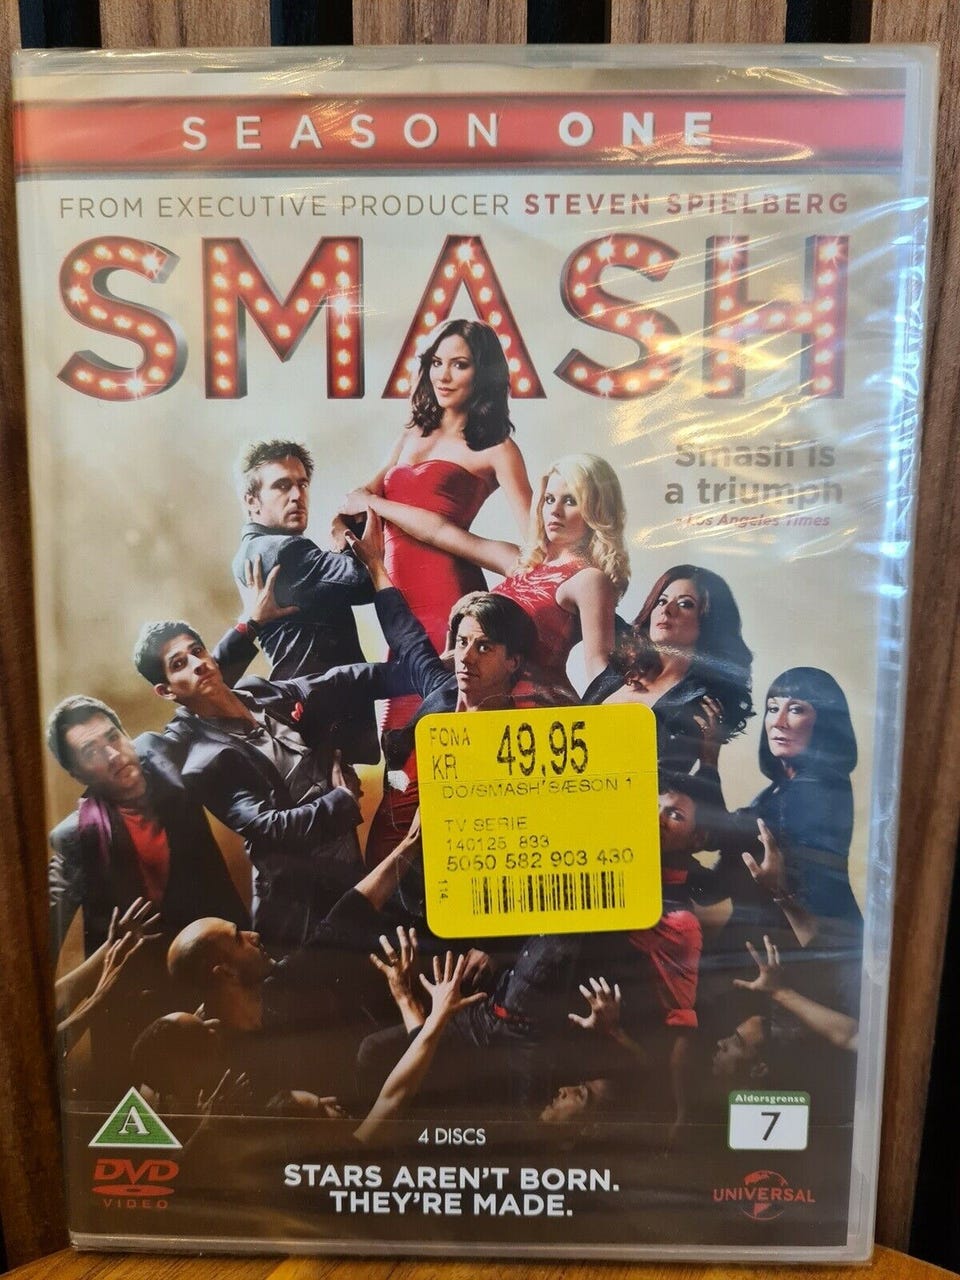 SEASON ONE
FROM EXECUTIVE PRODUCER STEVEN SPIELBERG
SMASH
Smash is
a triumph
- Los Angeles Times
FONA
KR 49,95
DO/SMASH SÆSON 1
TV SERIE
140125 833
5050 582 903 430
114
A
DVD
VIDEO
4 DISCS
STARS AREN'T BORN.
THEY'RE MADE.
Aldersgrense
7
UNIVERSAL